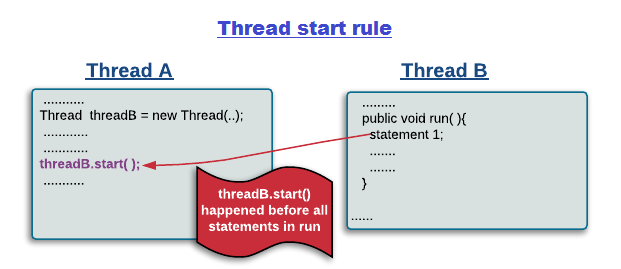 Thread start rule
Thread A
...........
Thread  threadB = new Thread(..);
............
............
threadB.start( );
...........
Thread B
.........
public void run( ){
statement 1;
.......
.......
}
......
threadB.start()
happened before all
statements in run